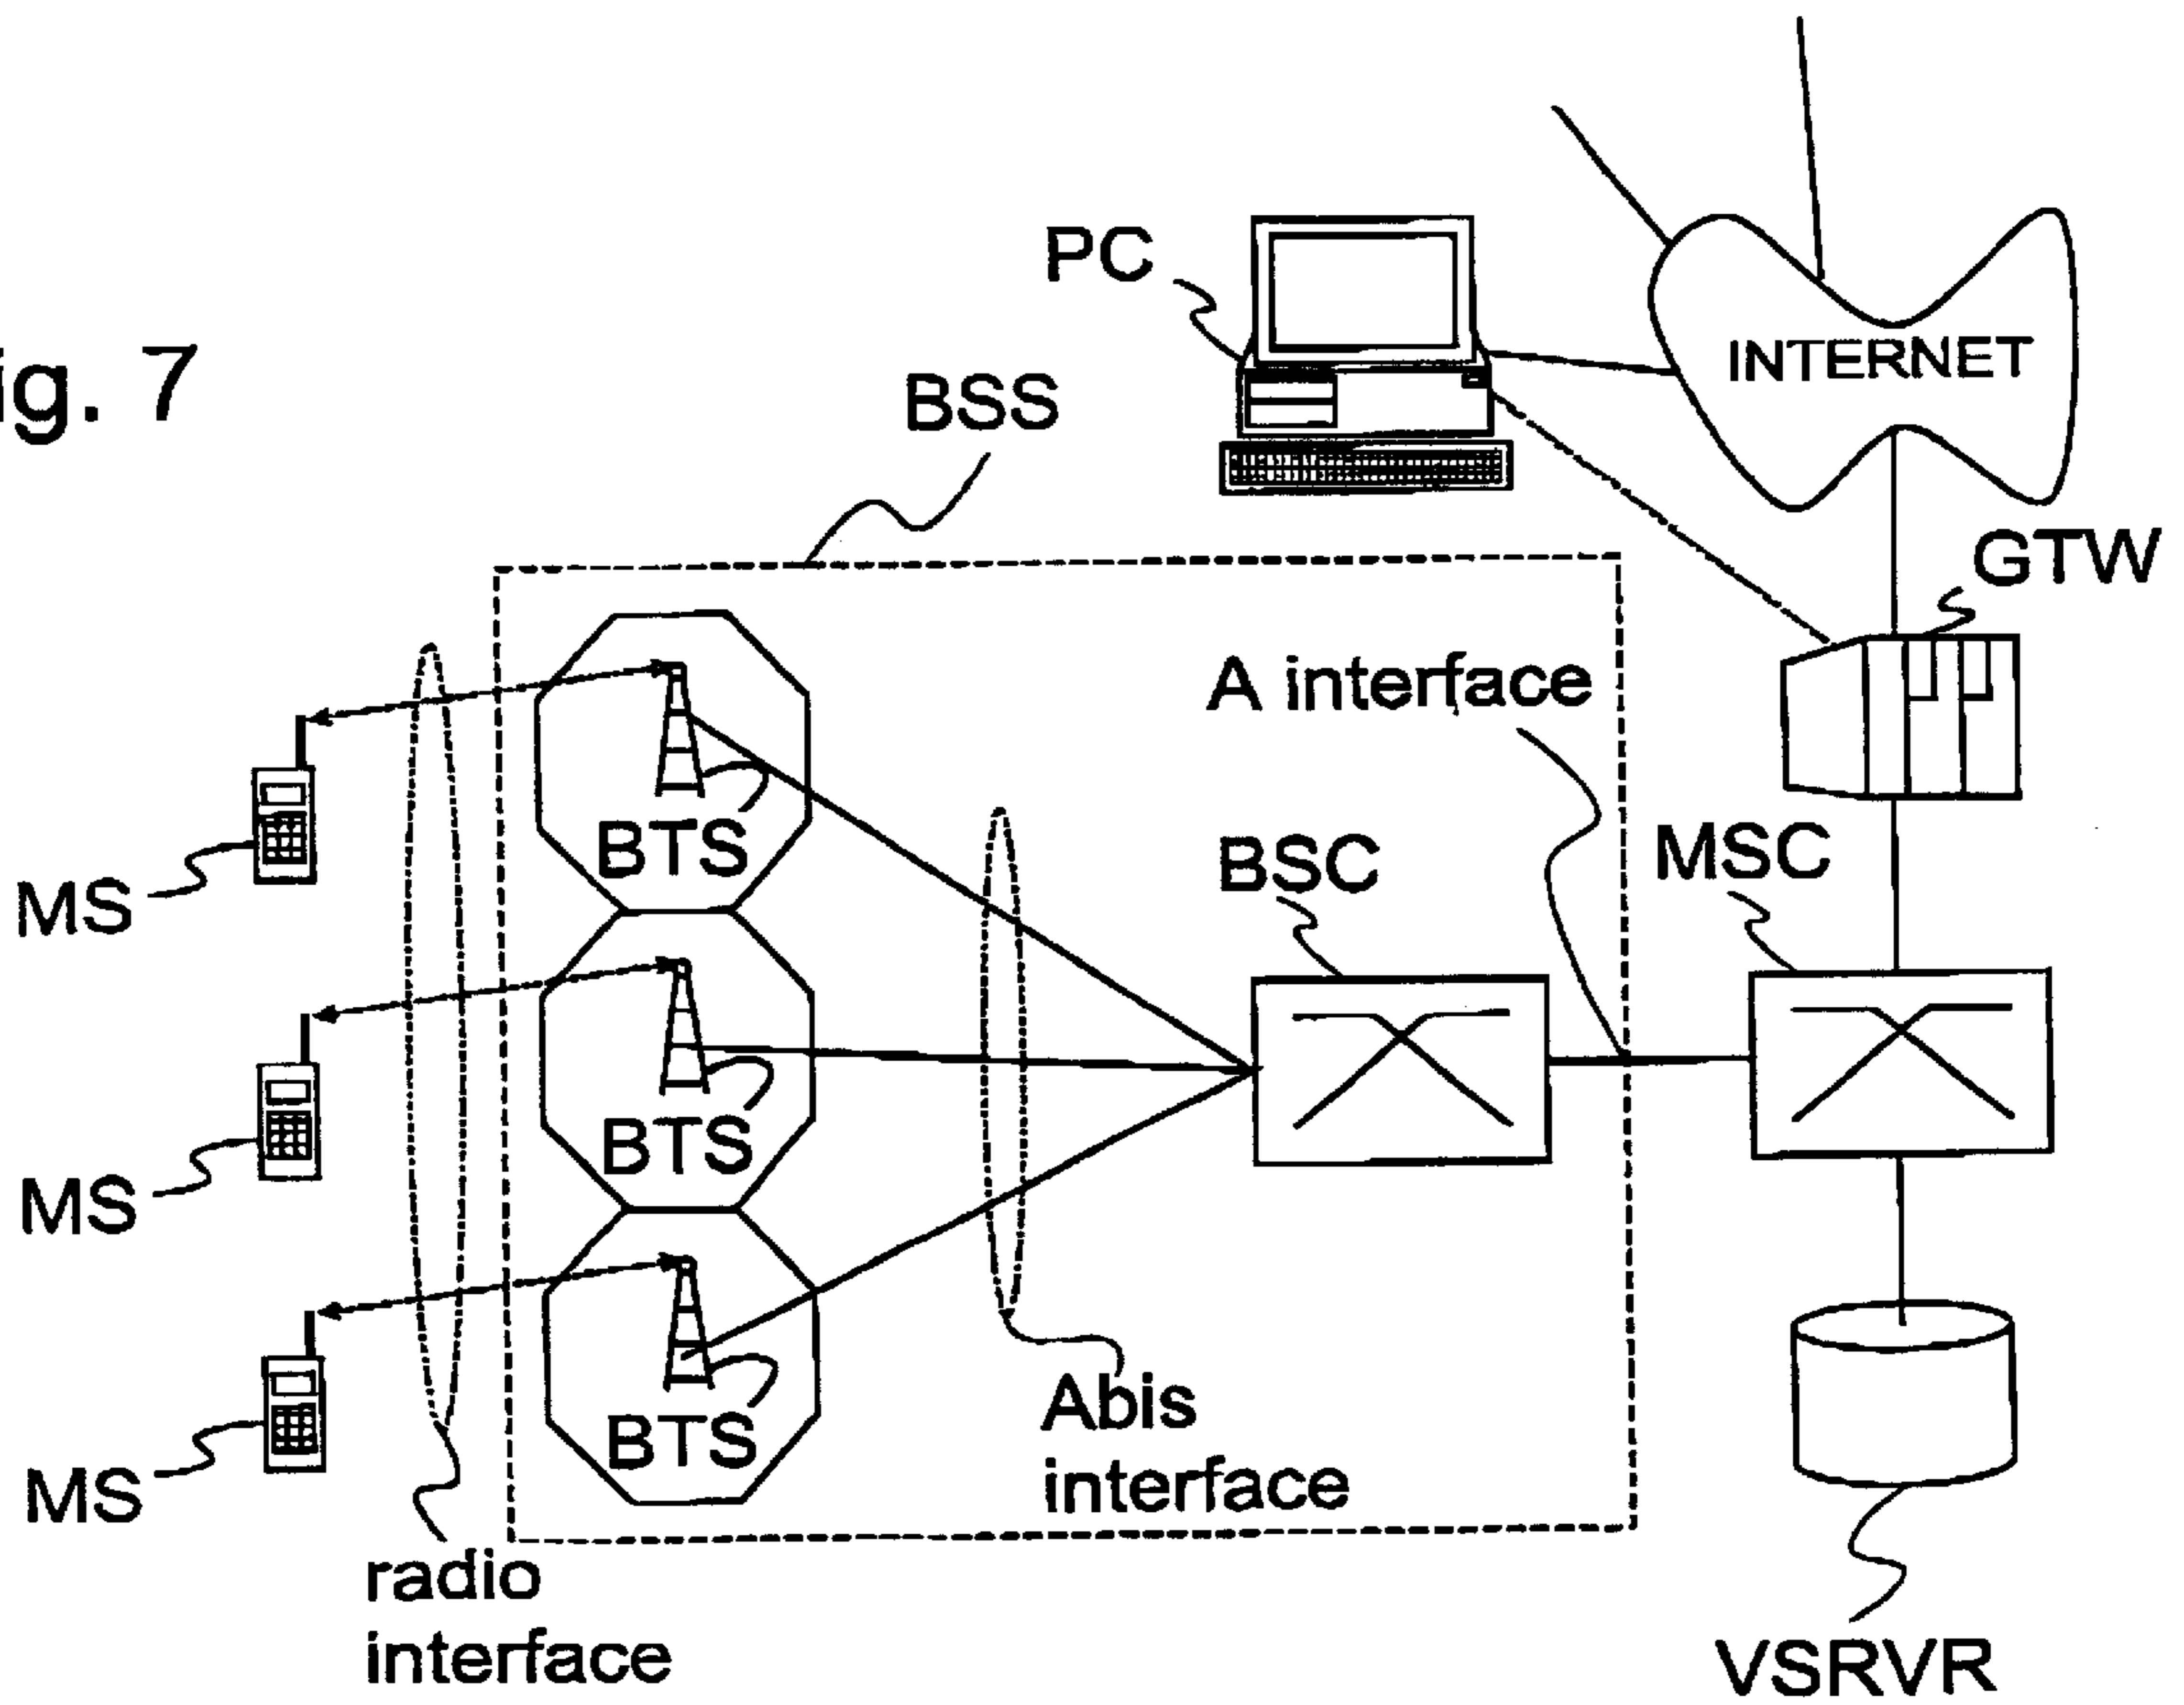 ig. 7
PC
INTERNET
BSS
GTW
A interface
BTS
BSC
MSC
MS
BTS
MS
BTS
Abis
interface
MS
radio
interface
VSRVR